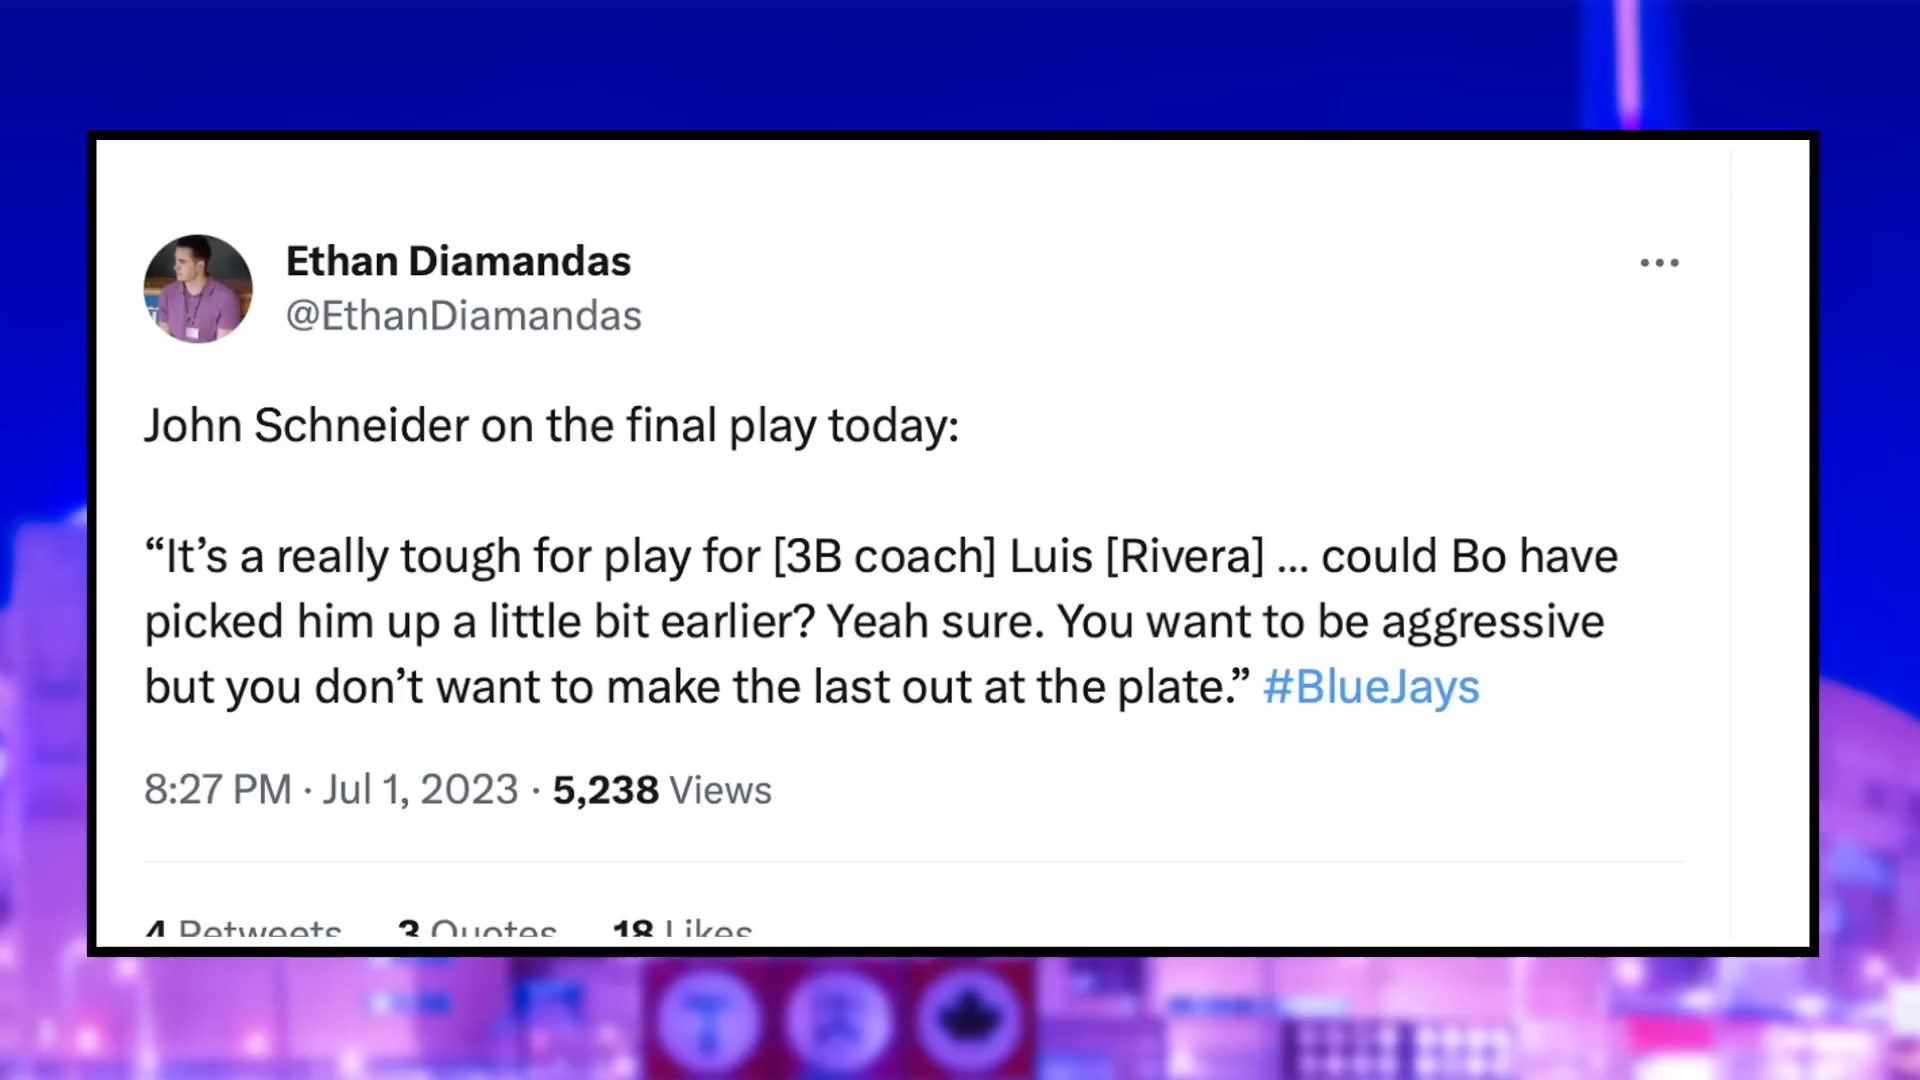 Ethan Diamandas
@EthanDiamandas
John Schneider on the final play today:
“It’s a really tough for play for [3B coach] Luis [Rivera] ... could Bo have
picked him up a little bit earlier? Yeah sure. You want to be aggressive
but you don’t want to make the last out at the plate.” #BlueJays
8:27 PM · Jul 1, 2023 · 5,238 Views
4 Retweets 3 Quotes 18 Likes